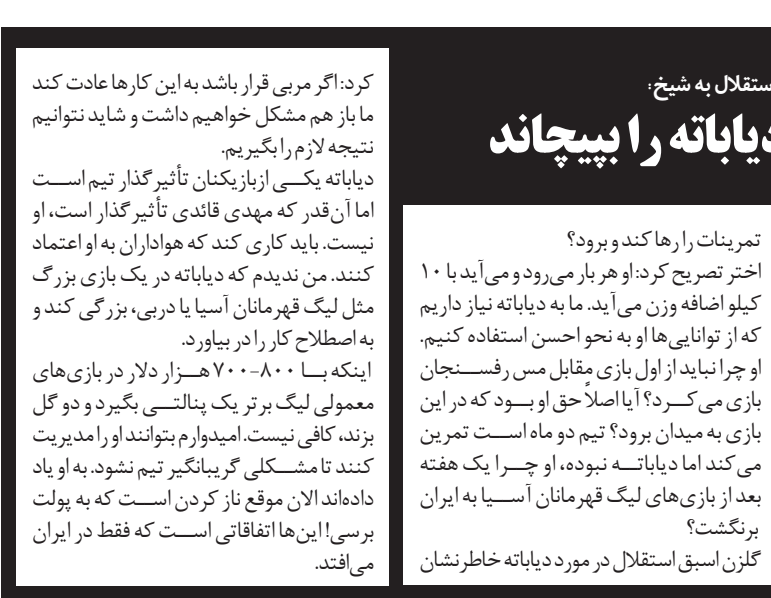 ستقلال به شیخ:
دیاباته را بپیچاند
تمرینات را رها کند و برود؟
اختر تصریح کرد: او هر بار می‌رود و می‌آید با ۱۰
کیلو اضافه وزن می‌آید. ما به دیاباته نیاز داریم
که از توانایی‌ها او به نحو احسن استفاده کنیم.
او چرا نباید از اول بازی مقابل مس رفسنجان
بازی می‌کرد؟ آیا اصلاً حق او بود که در این
بازی به میدان برود؟ تیم دو ماه است تمرین
می‌کند اما دیاباته نبوده، او چرا یک هفته
بعد از بازی‌های لیگ قهرمانان آسیا به ایران
برنگشت؟
گلزن اسبق استقلال در مورد دیاباته خاطرنشان
کرد: اگر مربی قرار باشد به این کارها عادت کند
ما باز هم مشکل خواهیم داشت و شاید نتوانیم
نتیجه لازم را بگیریم.
دیاباته یکی ازبازیکنان تأثیرگذار تیم است
اما آن‌قدر که مهدی قائدی تأثیرگذار است، او
نیست. باید کاری کند که هواداران به او اعتماد
کنند. من ندیدم که دیاباته در یک بازی بزرگ
مثل لیگ قهرمانان آسیا یا دربی، بزرگی کند و
به اصطلاح کار را در بیاورد.
اینکه با ۸۰۰-۷۰۰ هزار دلار در بازی‌های
معمولی لیگ برتر یک پنالتی بگیرد و دو گل
بزند، کافی نیست. امیدوارم بتوانند او را مدیریت
کنند تا مشکلی گریبانگیر تیم نشود. به او یاد
داده‌اند الان موقع ناز کردن است که به پولت
برسی! این‌ها اتفاقاتی است که فقط در ایران
می‌افتد.